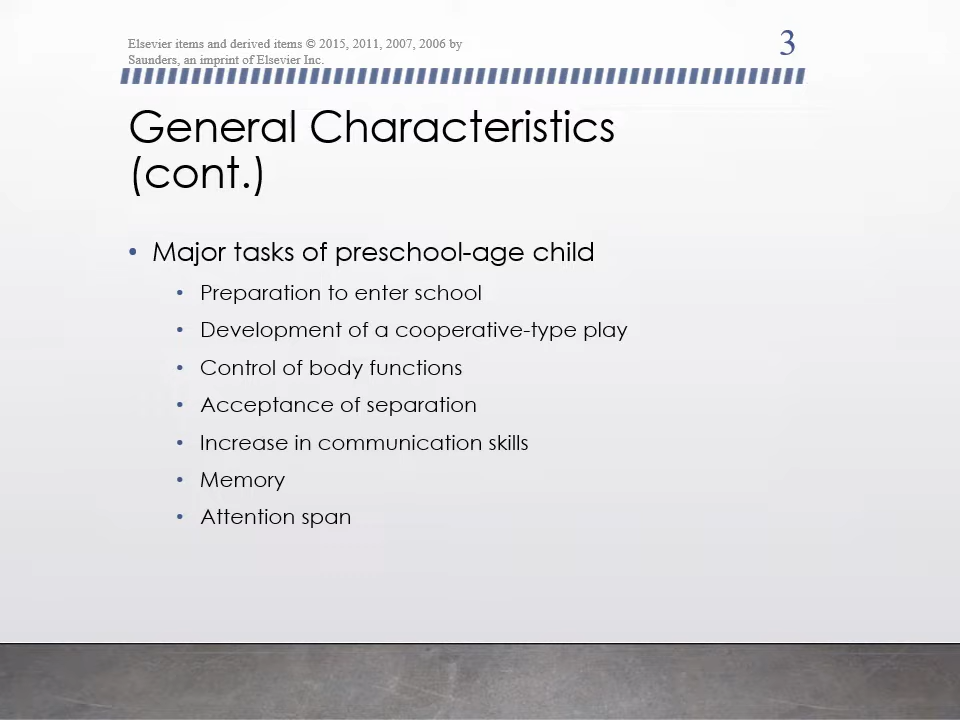 Elsevier items and derived items © 2015, 2011, 2007, 2006 by
Saunders, an imprint of Elsevier Inc.
3
General Characteristics
(cont.)
• Major tasks of preschool-age child
• Preparation to enter school
• Development of a cooperative-type play
• Control of body functions
• Acceptance of separation
• Increase in communication skills
• Memory
• Attention span